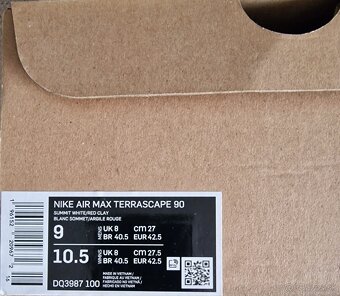 NIKE AIR MAX TERRASCAPE 90
SUMMIT WHITE/RED CLAY
BLANC SOMMET/ARGILE ROUGE
9 MENS UK 8 CM 27
BR 40.5 EUR 42.5
10.5 UK 8 CM 27.5
BR 40.5 EUR 42.5
DQ3987 100
MADE IN VIETNAM /
FABRIQUÉ AU VIETNAM /
HECHO EN VIETNAM